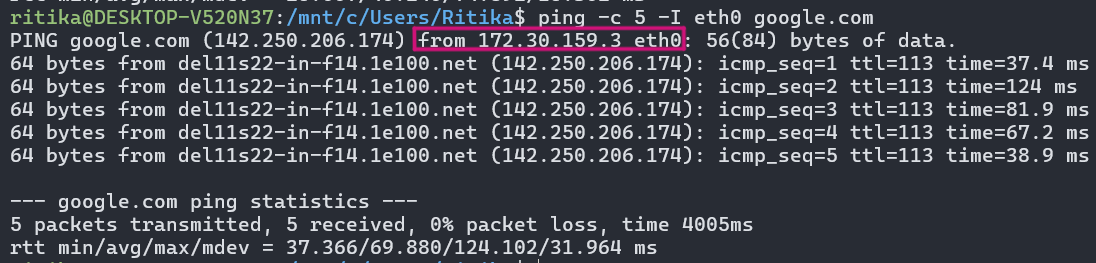 ritika@DESKTOP-V520N37:/mnt/c/Users/Ritika$ ping -c 5 -I eth0 google.com
PING google.com (142.250.206.174) from 172.30.159.3 eth0: 56(84) bytes of data.
64 bytes from del11s22-in-f14.1e100.net (142.250.206.174): icmp_seq=1 ttl=113 time=37.4 ms
64 bytes from del11s22-in-f14.1e100.net (142.250.206.174): icmp_seq=2 ttl=113 time=124 ms
64 bytes from del11s22-in-f14.1e100.net (142.250.206.174): icmp_seq=3 ttl=113 time=81.9 ms
64 bytes from del11s22-in-f14.1e100.net (142.250.206.174): icmp_seq=4 ttl=113 time=67.2 ms
64 bytes from del11s22-in-f14.1e100.net (142.250.206.174): icmp_seq=5 ttl=113 time=38.9 ms
--- google.com ping statistics ---
5 packets transmitted, 5 received, 0% packet loss, time 4005ms
rtt min/avg/max/mdev = 37.366/69.880/124.102/31.964 ms